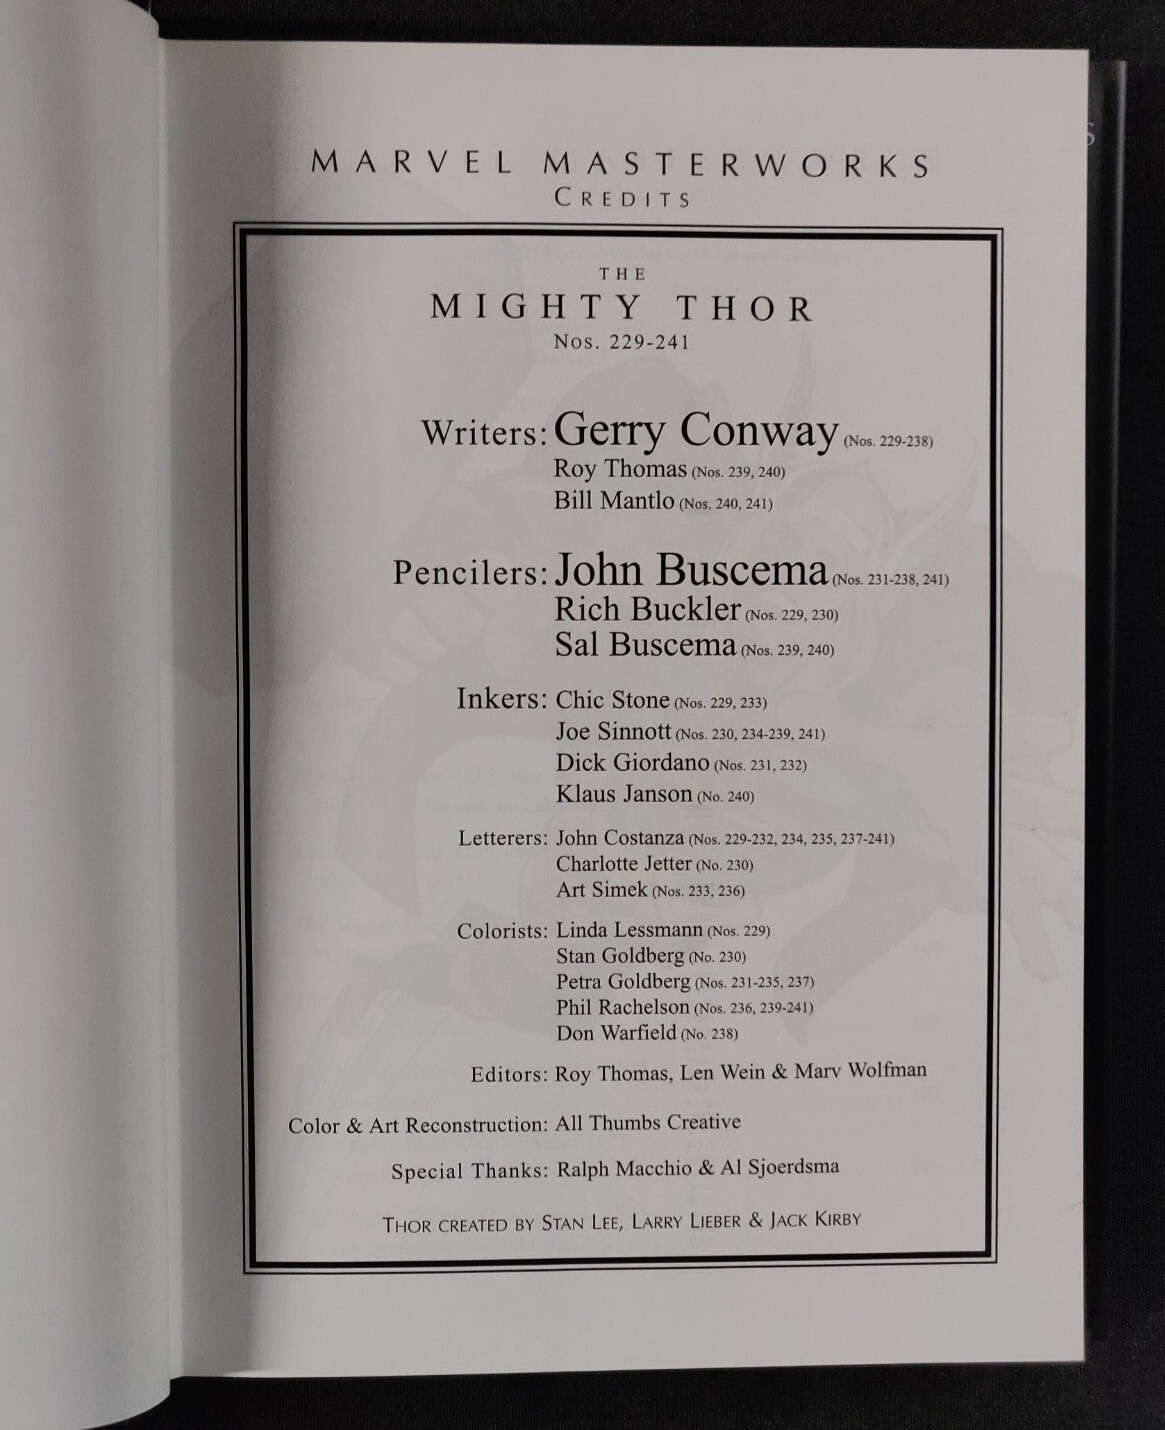 MARVEL MASTERWORKS
CREDITS
THE
MIGHTY THOR
Nos. 229-241
Writers: Gerry Conway (Nos. 229-238)
Roy Thomas (Nos. 239, 240)
Bill Mantlo (Nos. 240, 241)
Pencilers: John Buscema (Nos. 231-238, 241)
Rich Buckler (Nos. 229, 230)
Sal Buscema (Nos. 239, 240)
Inkers: Chic Stone (Nos. 229, 233)
Joe Sinnott (Nos. 230, 234-239, 241)
Dick Giordano (Nos. 231, 232)
Klaus Janson (No. 240)
Letterers: John Costanza (Nos. 229-232, 234, 235, 237-241)
Charlotte Jetter (No. 230)
Art Simek (Nos. 233, 236)
Colorists: Linda Lessmann (Nos. 229)
Stan Goldberg (No. 230)
Petra Goldberg (Nos. 231-235, 237)
Phil Rachelson (Nos. 236, 239-241)
Don Warfield (No. 238)
Editors: Roy Thomas, Len Wein & Marv Wolfman
Color & Art Reconstruction: All Thumbs Creative
Special Thanks: Ralph Macchio & Al Sjoerdsma
THOR CREATED BY STAN LEE, LARRY LIEBER & JACK KIRBY